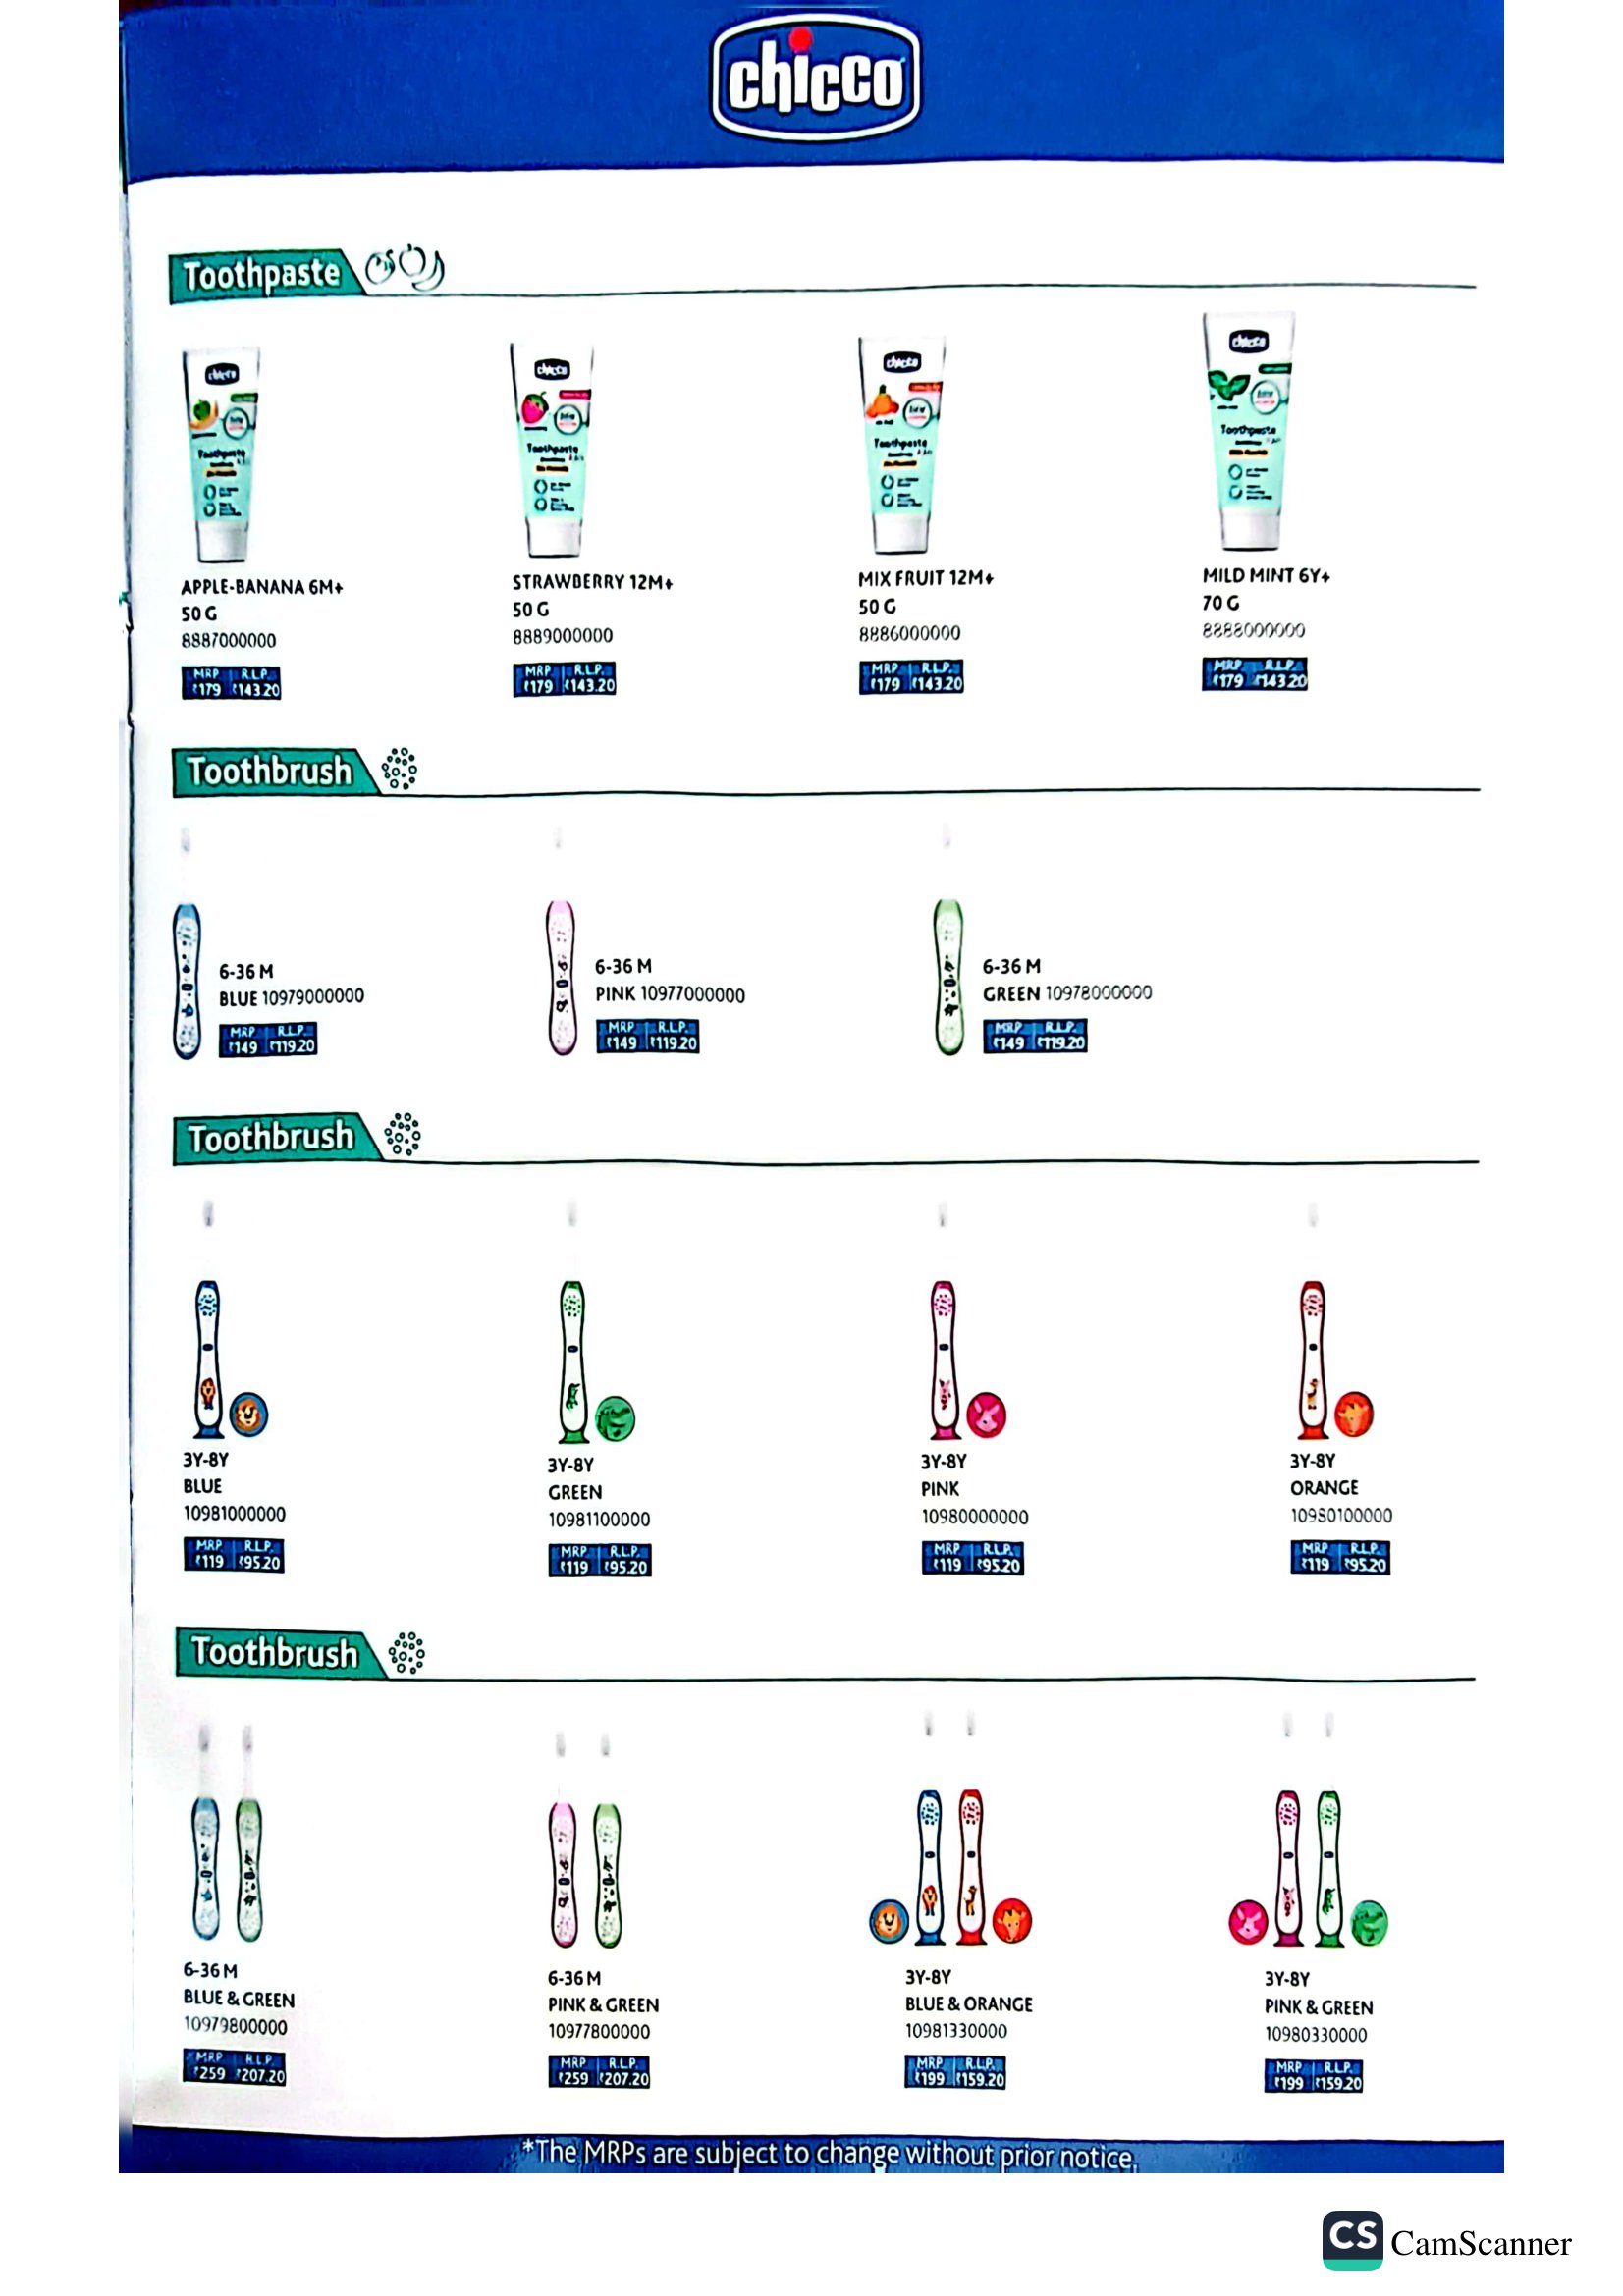 chicco
Toothpaste
APPLE-BANANA 6M+
50 G
8887000000
MRP R.L.P.
₹179 ₹143.20
STRAWBERRY 12M+
50 G
8889000000
MRP R.L.P.
₹179 ₹143.20
MIX FRUIT 12M+
50 G
8886000000
MRP R.L.P.
₹179 ₹143.20
MILD MINT 6Y+
70 G
8888000000
MRP R.L.P.
₹179 ₹143.20
Toothbrush
6-36 M
BLUE 10979000000
MRP R.L.P.
₹149 ₹119.20
6-36 M
PINK 10977000000
MRP R.L.P.
₹149 ₹119.20
6-36 M
GREEN 10978000000
MRP R.L.P.
₹149 ₹119.20
Toothbrush
3Y-8Y
BLUE
10981000000
MRP R.L.P.
₹119 ₹95.20
3Y-8Y
GREEN
10981100000
MRP R.L.P.
₹119 ₹95.20
3Y-8Y
PINK
10980000000
MRP R.L.P.
₹119 ₹95.20
3Y-8Y
ORANGE
10980100000
MRP R.L.P.
₹119 ₹95.20
Toothbrush
6-36 M
BLUE & GREEN
10979800000
MRP R.L.P.
₹259 ₹207.20
6-36 M
PINK & GREEN
10977800000
MRP R.L.P.
₹259 ₹207.20
3Y-8Y
BLUE & ORANGE
10981330000
MRP R.L.P.
₹199 ₹159.20
3Y-8Y
PINK & GREEN
10980330000
MRP R.L.P.
₹199 ₹159.20
*The MRPs are subject to change without prior notice.
CS CamScanner